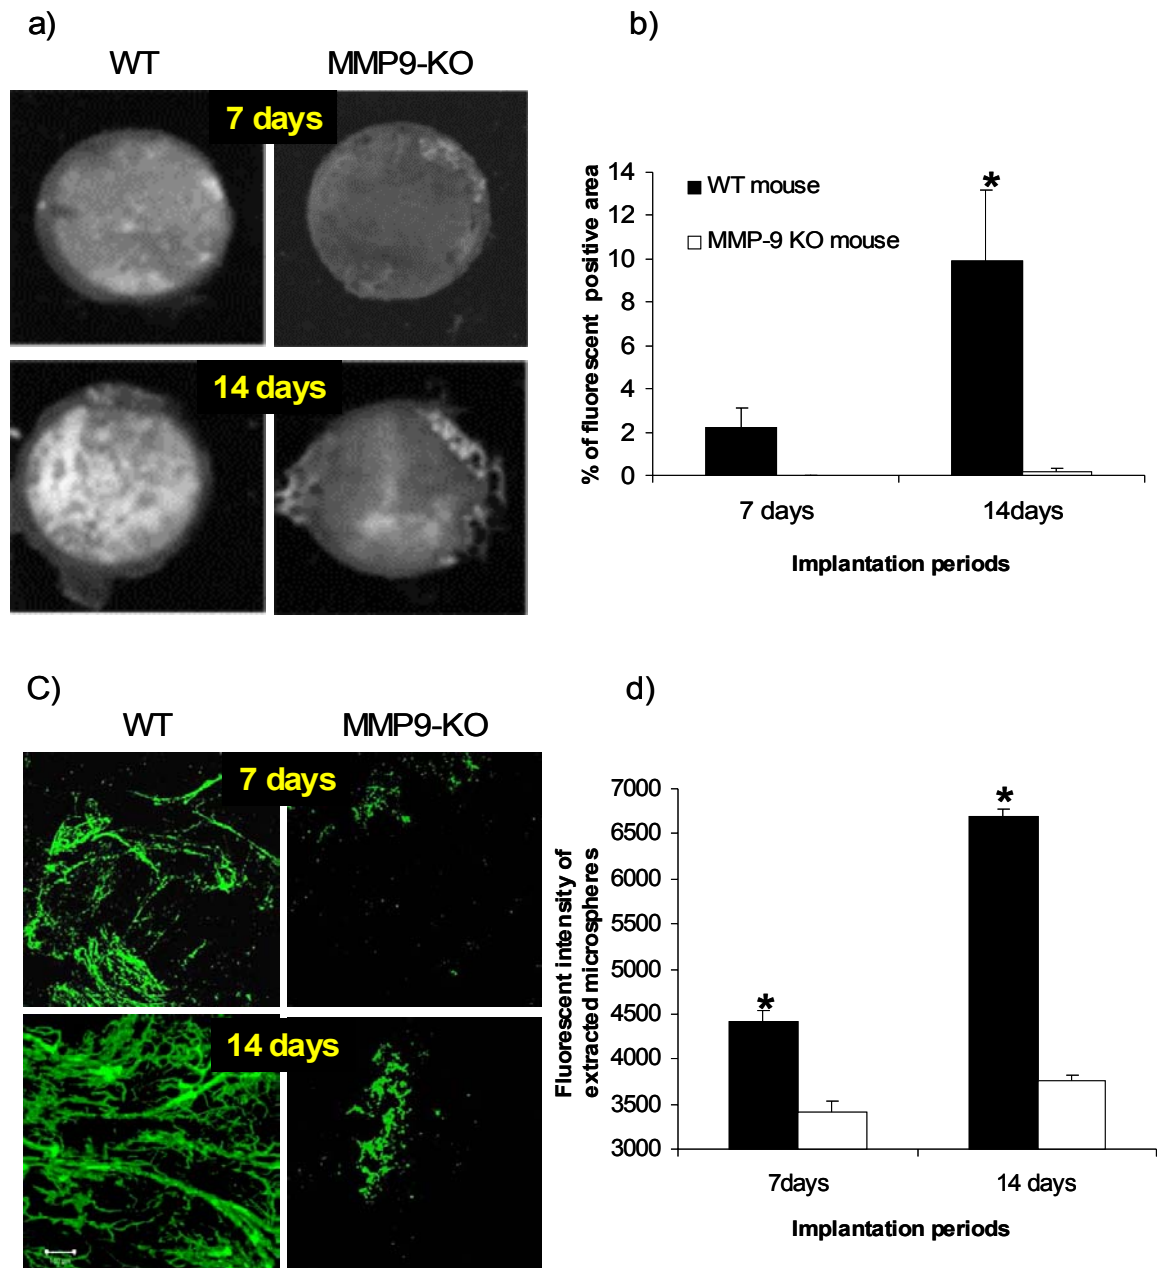 a)
WT MMP9-KO
7 days
14 days
b)
% of fluorescent positive area
14
12
10
8
6
4
2
0
WT mouse
MMP-9 KO mouse
*
7 days 14days
Implantation periods
C)
WT MMP9-KO
7 days
14 days
d)
Fluorescent intensity of
extracted microspheres
7000
6500
6000
5500
5000
4500
4000
3500
3000
*
*
7days 14 days
Implantation periods